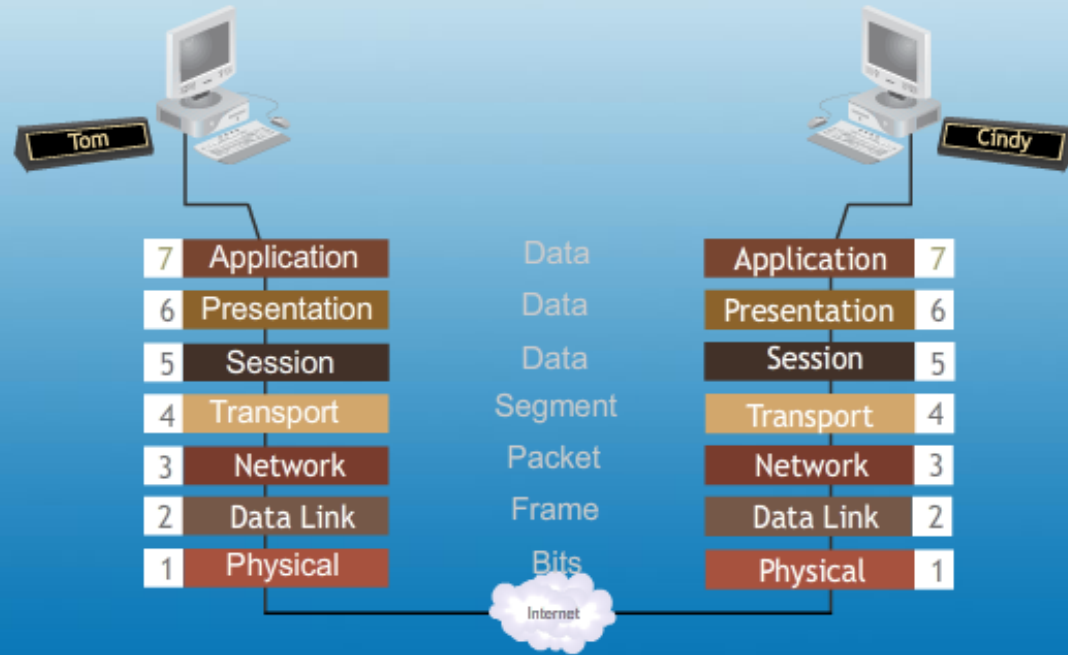 Tom
Cindy
7 Application Data Application 7
6 Presentation Data Presentation 6
5 Session Data Session 5
4 Transport Segment Transport 4
3 Network Packet Network 3
2 Data Link Frame Data Link 2
1 Physical Bits Physical 1
Internet